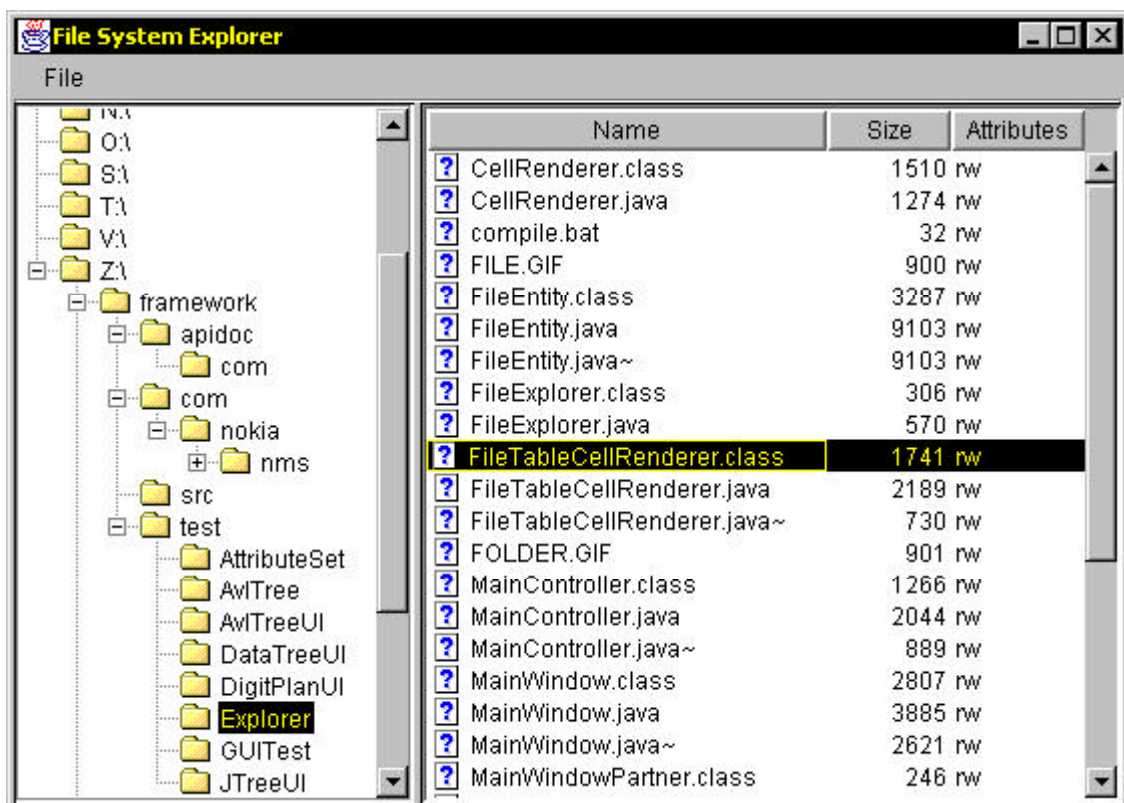 File System Explorer
File
N:\
O:\
S:\
T:\
V:\
Z:\
framework
apidoc
com
com
nokia
nms
src
test
AttributeSet
AvlTree
AvlTreeUI
DataTreeUI
DigitPlanUI
Explorer
GUITest
JTreeUI
Name Size Attributes
? CellRenderer.class 1510 rw
? CellRenderer.java 1274 rw
? compile.bat 32 rw
? FILE.GIF 900 rw
? FileEntity.class 3287 rw
? FileEntity.java 9103 rw
? FileEntity.java~ 9103 rw
? FileExplorer.class 306 rw
? FileExplorer.java 570 rw
? FileTableCellRenderer.class 1741 rw
? FileTableCellRenderer.java 2189 rw
? FileTableCellRenderer.java~ 730 rw
? FOLDER.GIF 901 rw
? MainController.class 1266 rw
? MainController.java 2044 rw
? MainController.java~ 889 rw
? MainWindow.class 2807 rw
? MainWindow.java 3885 rw
? MainWindow.java~ 2621 rw
? MainWindowPartner.class 246 rw